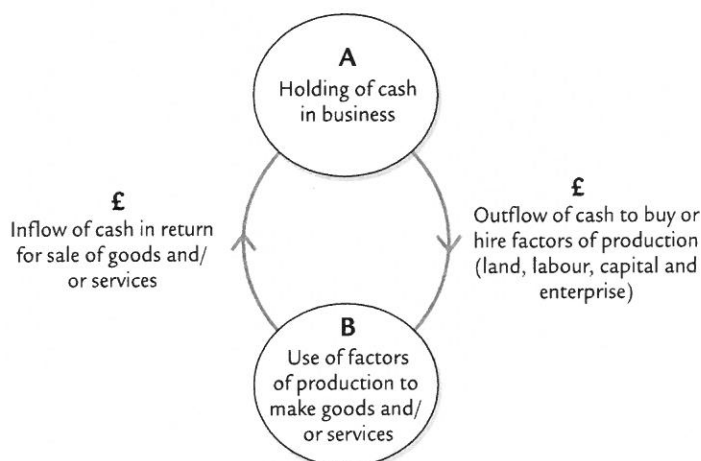 A
Holding of cash
in business
£
Inflow of cash in return
for sale of goods and/
or services
£
Outflow of cash to buy or
hire factors of production
(land, labour, capital and
enterprise)
B
Use of factors
of production to
make goods and/
or services